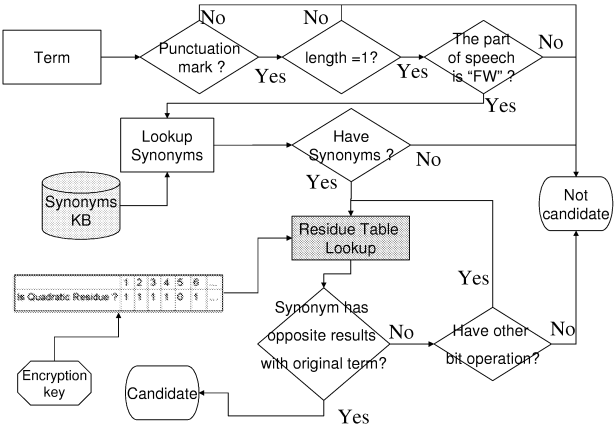 No
No
Term
Punctuation
mark ?
Yes
length =1?
Yes
The part
of speech
is “FW” ?
No
Yes
Lookup
Synonyms
Have
Synonyms ?
No
Yes
Synonyms
KB
Not
candidate
Residue Table
Lookup
1 2 3 4 5 6 ...
Is Quadratic Residue ? 1 1 1 1 0 1 ...
Yes
Synonym has
opposite results
with original term?
No
Have other
bit operation?
No
Encryption
key
Candidate
Yes